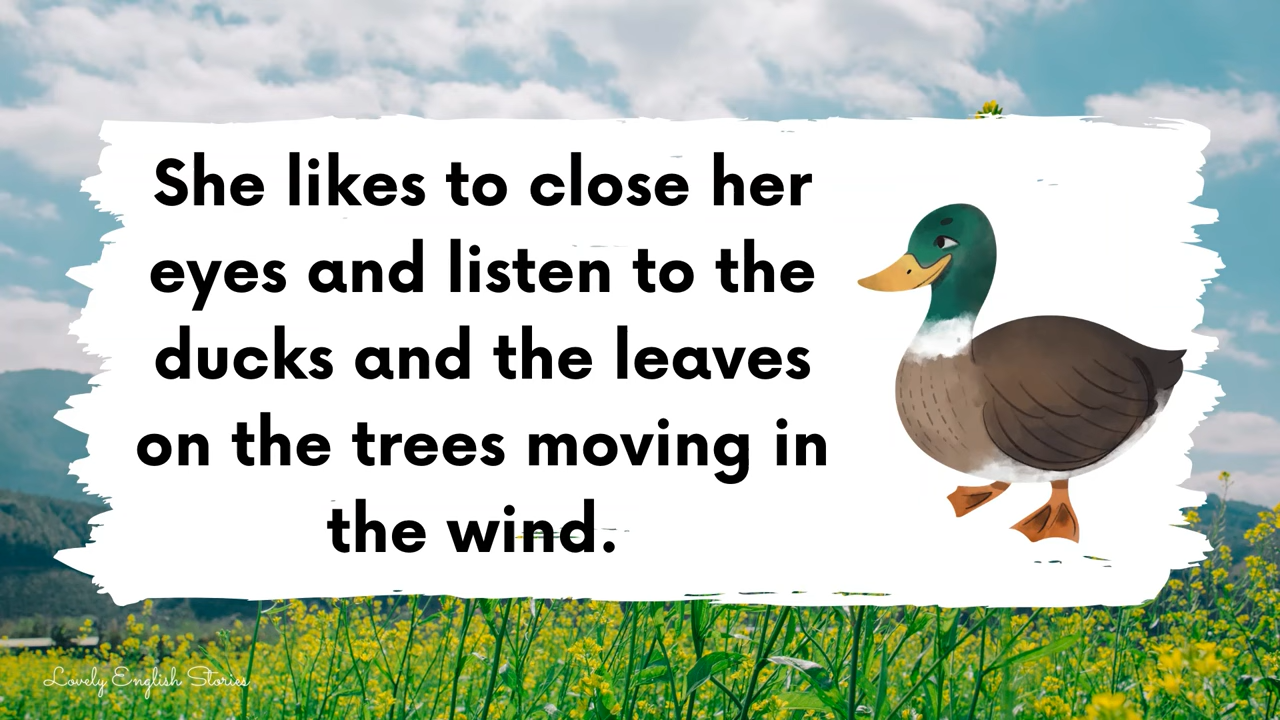 She likes to close her
eyes and listen to the
ducks and the leaves
on the trees moving in
the wind.
Lovely English Stories